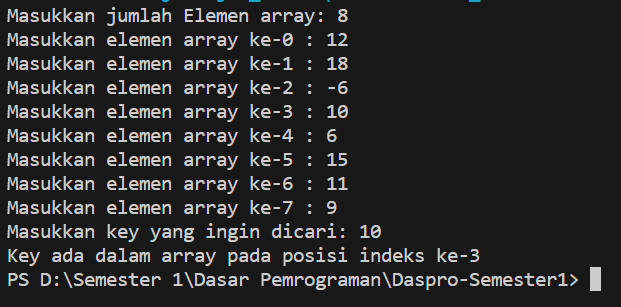 Masukkan jumlah Elemen array: 8
Masukkan elemen array ke-0 : 12
Masukkan elemen array ke-1 : 18
Masukkan elemen array ke-2 : -6
Masukkan elemen array ke-3 : 10
Masukkan elemen array ke-4 : 6
Masukkan elemen array ke-5 : 15
Masukkan elemen array ke-6 : 11
Masukkan elemen array ke-7 : 9
Masukkan key yang ingin dicari: 10
Key ada dalam array pada posisi indeks ke-3
PS D:\Semester 1\Dasar Pemrograman\Daspro-Semester1>